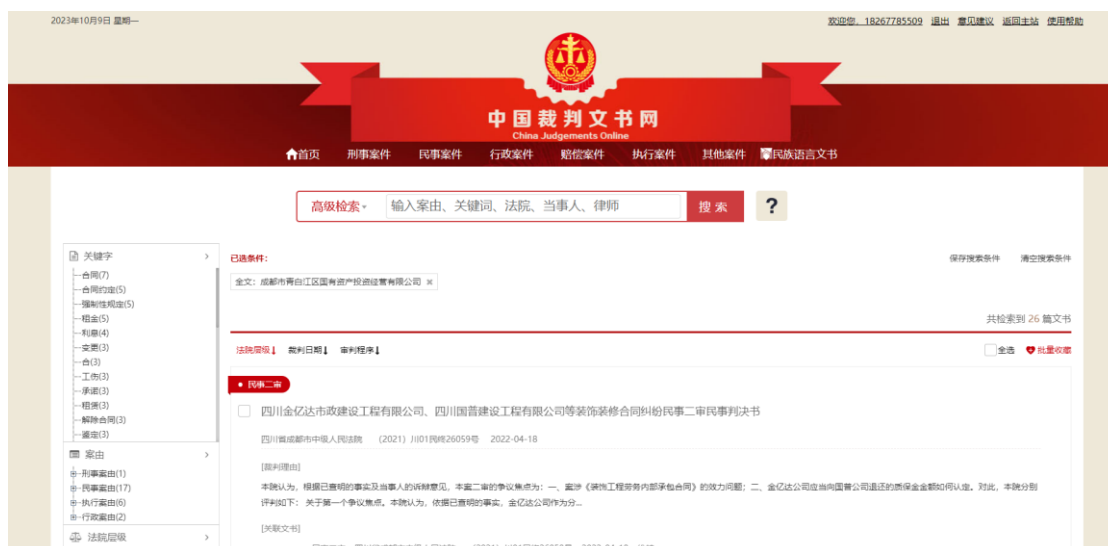 2023年10月9日 星期一
欢迎您，18267785509 退出 意见建议 返回主站 使用帮助
中国裁判文书网
China Judgements Online
首页 刑事案件 民事案件 行政案件 赔偿案件 执行案件 其他案件 民族语言文书
高级检索 输入案由、关键词、法院、当事人、律师 搜索 ?
关键字
合同(7)
合同约定(5)
强制性规定(5)
租金(5)
利息(4)
变更(3)
合(3)
工伤(3)
承诺(3)
租赁(3)
解除合同(3)
鉴定(3)
案由
刑事案由(1)
民事案由(17)
执行案由(6)
行政案由(2)
法院层级
已选条件：
保存搜索条件 清空搜索条件
全文：成都市青白江区国有资产投资经营有限公司 ×
共检索到 26 篇文书
法院层级 裁判日期 审判程序
全选 批量收藏
民事二审
四川金亿达市政建设工程有限公司、四川国普建设工程有限公司等装饰装修合同纠纷民事二审民事判决书
四川省成都市中级人民法院 （2021）川01民终26059号 2022-04-18
[裁判理由]
本院认为，根据已查明的事实及当事人的诉辩意见，本案二审的争议焦点为：一、案涉《装饰工程劳务内部承包合同》的效力问题；二、金亿达公司应当向国普公司退还的质保金金额如何认定。对此，本院分别
评判如下： 关于第一个争议焦点。本院认为，依据已查明的事实，金亿达公司作为分...
[关联文书]